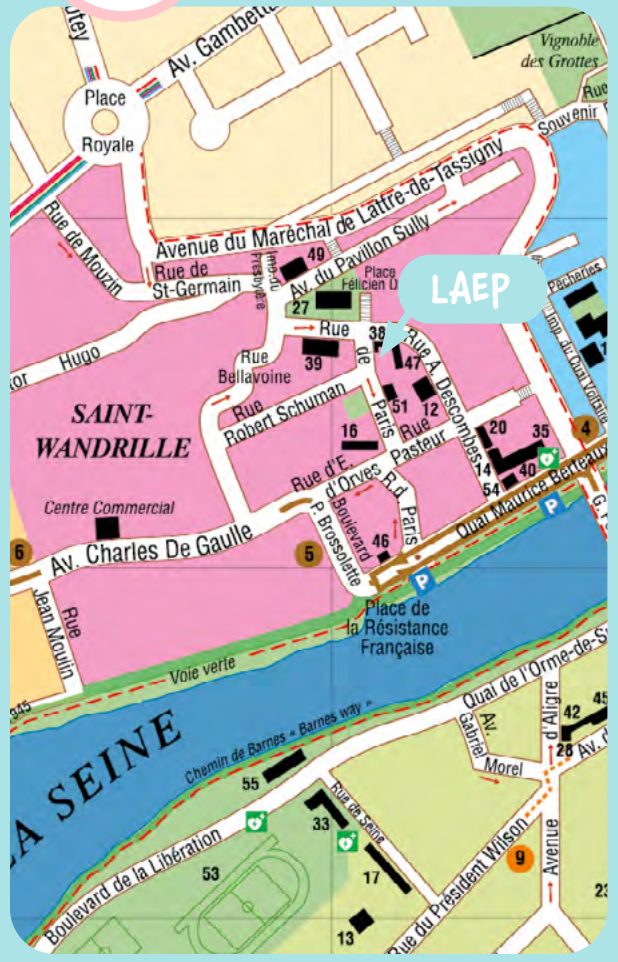 Av. Gambetta
Vignoble
des Grottes
Place
Royale
Rue
Souvenir
Avenue du Maréchal de Lattre-de-Tassigny
Rue de Mouzin
Rue de
St-Germain
Imp. du
Presbytère
49
Av. du Pavillon Sully
Place
Félicien D
27
LAEP
Pêcheries
Imp. du Quai Voltaire
Rue
38
de
Paris
39
47
Rue A. Descombes
Hugo
Rue
Bellavoine
Rue
Robert Schuman
51
12
SAINT-
WANDRILLE
16
Rue
Pasteur
20
35
4
Rue d'E.
d'Orves
14
40
54
Centre Commercial
R.d
Paris
Boulevard
P. Brossolette
46
Quai Maurice Berteaux
P
6
Av. Charles De Gaulle
5
P
Rue
Jean Moulin
Place de
la Résistance
Française
Voie verte
1945
Quai de l'Orme-de-S
LA SEINE
Chemin de Barnes « Barnes way »
Av.
Gabriel
Morel
d'Aligre
42
45
28
Av. d
55
33
Rue de Seine
Boulevard de la Libération
53
17
Rue du Président Wilson
9
Avenue
23
13